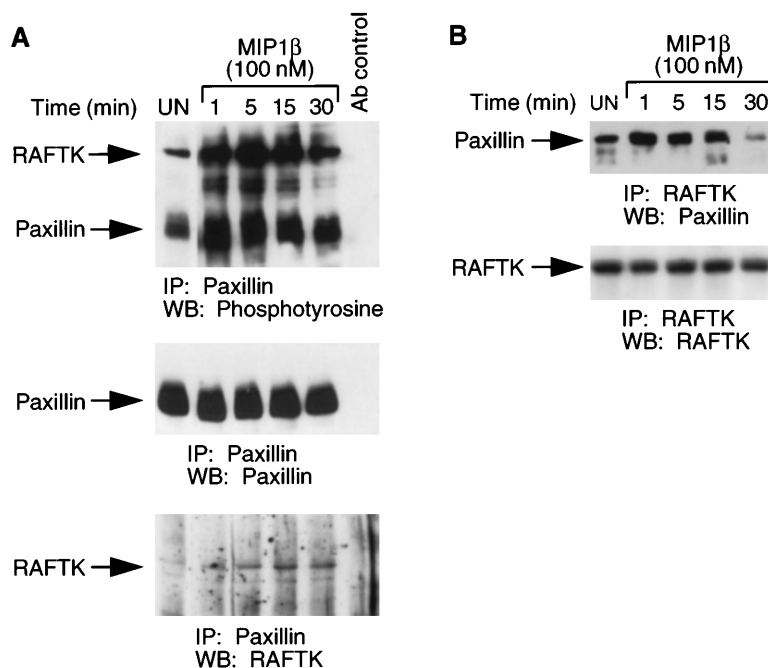 A
MIP1β
(100 nM)
Ab control
Time (min) UN 1 5 15 30
RAFTK
Paxillin
IP: Paxillin
WB: Phosphotyrosine
Paxillin
IP: Paxillin
WB: Paxillin
RAFTK
IP: Paxillin
WB: RAFTK
B
MIP1β
(100 nM)
Time (min) UN 1 5 15 30
Paxillin
IP: RAFTK
WB: Paxillin
RAFTK
IP: RAFTK
WB: RAFTK